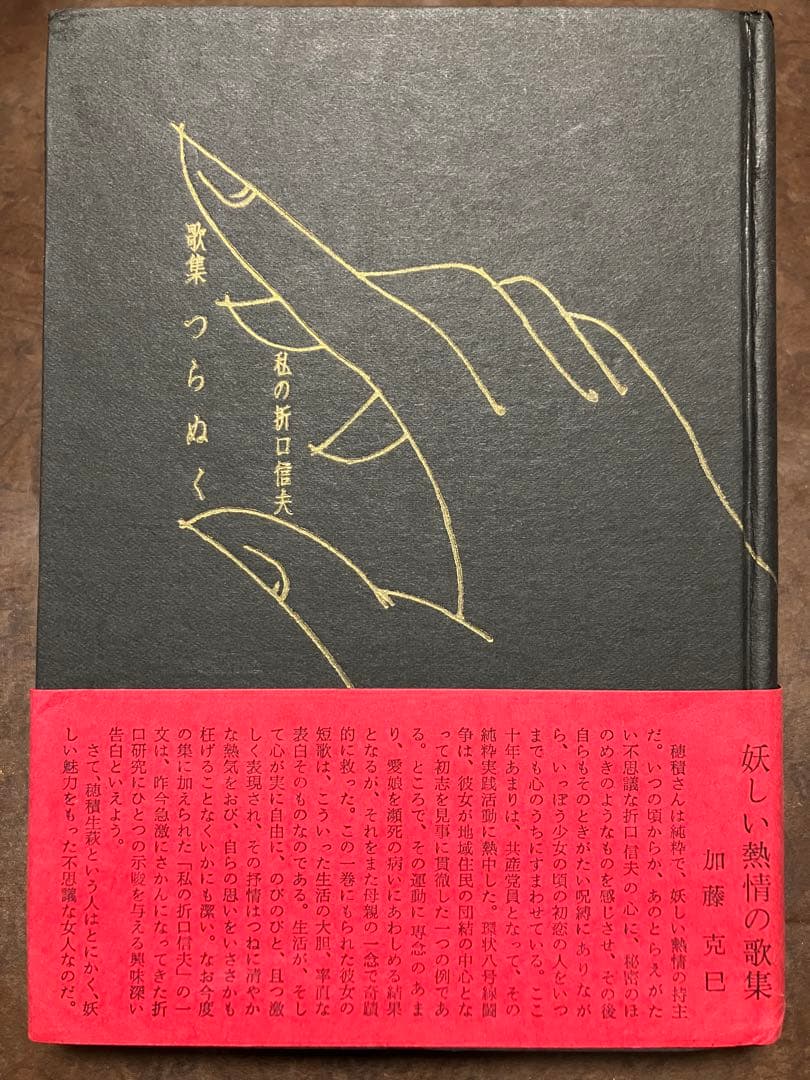 歌集 つらぬく
私の折口信夫
妖しい熱情の歌集
加藤克巳
穂積さんは純粋で、妖しい熱情の持主
だ。いつの頃からか、あのとらえがた
い不思議な折口信夫の心に、秘密のほ
のめきのようなものを感じさせ、その後
自らもそのときがたい呪縛にありなが
ら、いっぽう少女の頃の初恋の人をいつ
までも心のうちにすまわせている。ここ
十年あまりは、共産党員となって、その
純粋実践活動に熱中した。環状八号線闘
争は、彼女が地域住民の団結の中心とな
って初志を見事に貫徹した一つの例であ
る。ところで、その運動に専念のあま
り、愛娘を瀕死の病いにあわしめる結果
となるが、それをまた母親の一念で奇蹟
的に救った。この一巻にもられた彼女の
短歌は、こういった生活の大胆、率直な
表白そのものなのである。生活が、そし
て心が実に自由に、のびのびと、且つ激
しく表現され、その抒情はつねに清やか
な熱気をおび、自らの思いをいささかも
枉げることなくいかにも潔い。なお今度
の集に加えられた「私の折口信夫」の一
文は、昨今急激にさかんになってきた折
口研究にひとつの示唆を与える興味深い
告白といえよう。
さて、穂積生萩という人はとにかく、妖
しい魅力をもった不思議な女人なのだ。